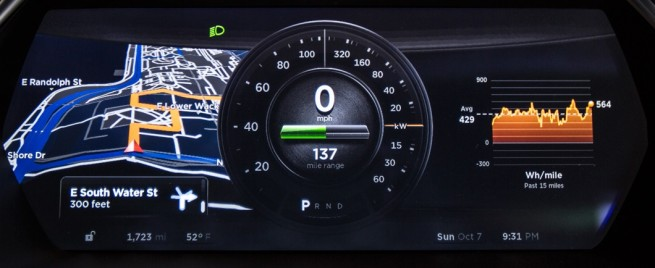 E Randolph St
E Lower Wack
Shore Dr
N
E South Water St
300 feet
1,723 mi
52° F
100
320
80
160
60
80
40
40
20
20
kW
15
30
60
0
mph
137
mile range
P R N D
900
Avg
429
564
0
-300
Wh/mile
Past 15 miles
Sun Oct 7
9:31 PM